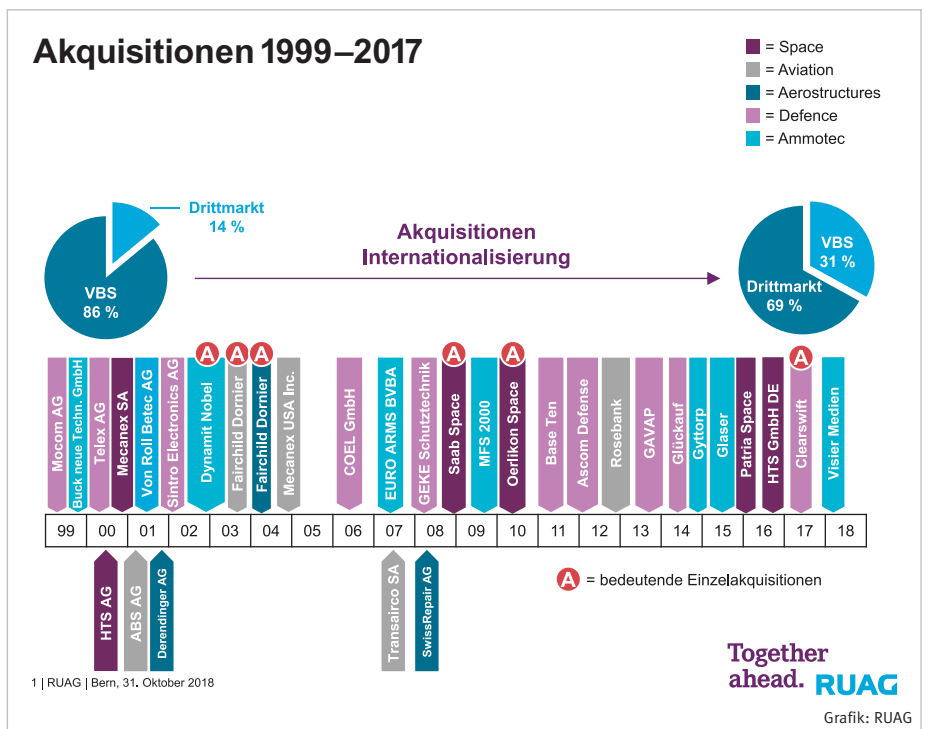 Akquisitionen 1999–2017
= Space
= Aviation
= Aerostructures
= Defence
= Ammotec
Drittmarkt
14 %
VBS
86 %
Akquisitionen
Internationalisierung
VBS
31 %
Drittmarkt
69 %
A
A
A
A
A
A
Mocom AG
Buck neue Techn. GmbH
Telex AG
Mecanex SA
Von Roll Betec AG
Sintro Electronics AG
Dynamit Nobel
Fairchild Dornier
Fairchild Dornier
Mecanex USA Inc.
COEL GmbH
EURO ARMS BVBA
GEKE Schutztechnik
Saab Space
MFS 2000
Oerlikon Space
Base Ten
Ascom Defense
Rosebank
GAVAP
Glückauf
Gyttorp
Glaser
Patria Space
HTS GmbH DE
Clearswift
Visier Medien
99 00 01 02 03 04 05 06 07 08 09 10 11 12 13 14 15 16 17 18
HTS AG
ABS AG
Derendinger AG
Transairco SA
SwissRepair AG
A = bedeutende Einzelakquisitionen
Together
ahead. RUAG
1 | RUAG | Bern, 31. Oktober 2018
Grafik: RUAG